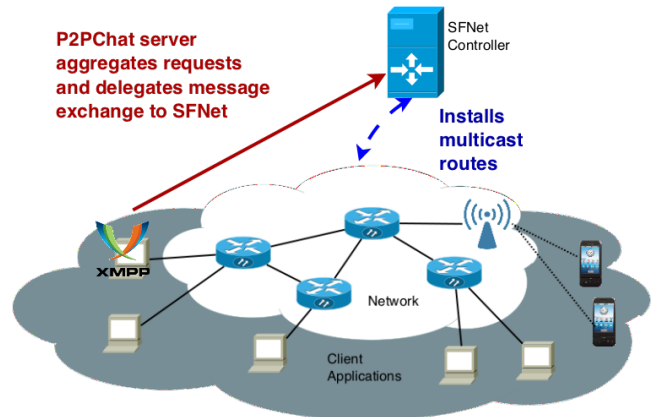 P2PChat server
aggregates requests
and delegates message
exchange to SFNet
SFNet
Controller
Installs
multicast
routes
XMPP
Network
Client
Applications